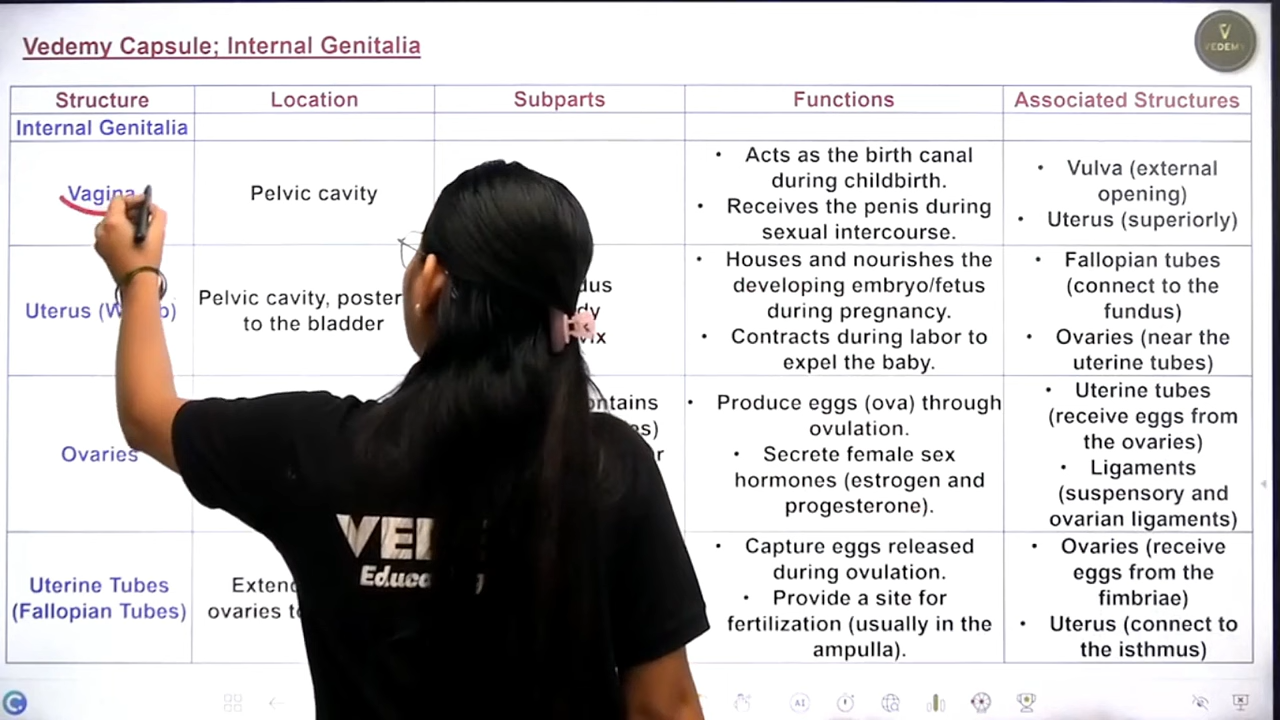 Vedemy Capsule; Internal Genitalia
VEDEMY
Structure Location Subparts Functions Associated Structures
Internal Genitalia
Vagina
Pelvic cavity
• Acts as the birth canal
during childbirth.
• Receives the penis during
sexual intercourse.
• Vulva (external
opening)
• Uterus (superiorly)
Uterus
Pelvic cavity,
to the bladder
• Houses and nourishes the
developing embryo/fetus
during pregnancy.
• Contracts during labor to
expel the baby.
• Fallopian tubes
(connect to the
fundus)
• Ovaries (near the
uterine tubes)
Ovaries
• Produce eggs (ova) through
ovulation.
• Secrete female sex
hormones (estrogen and
progesterone).
• Uterine tubes
(receive eggs from
the ovaries)
• Ligaments
(suspensory and
ovarian ligaments)
Uterine Tubes
(Fallopian Tubes)
ovaries
• Capture eggs released
during ovulation.
• Provide a site for
fertilization (usually in the
ampulla).
• Ovaries (receive
eggs from the
fimbriae)
• Uterus (connect to
the isthmus)
AI